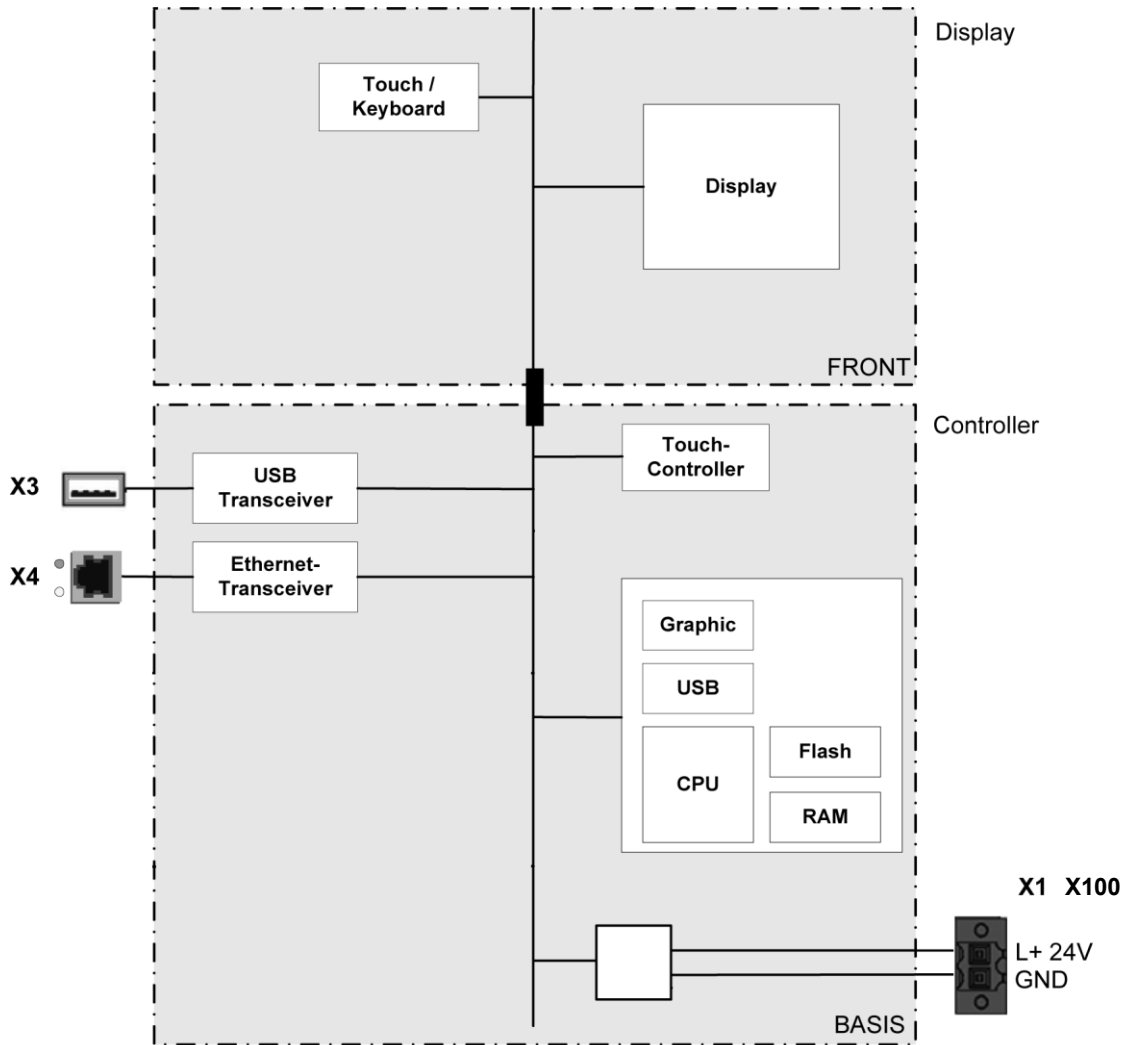 Display
Touch /
Keyboard
Display
FRONT
Controller
Touch-
Controller
X3
USB
Transceiver
X4
Ethernet-
Transceiver
Graphic
USB
CPU
Flash
RAM
X1 X100
L+ 24V
GND
BASIS